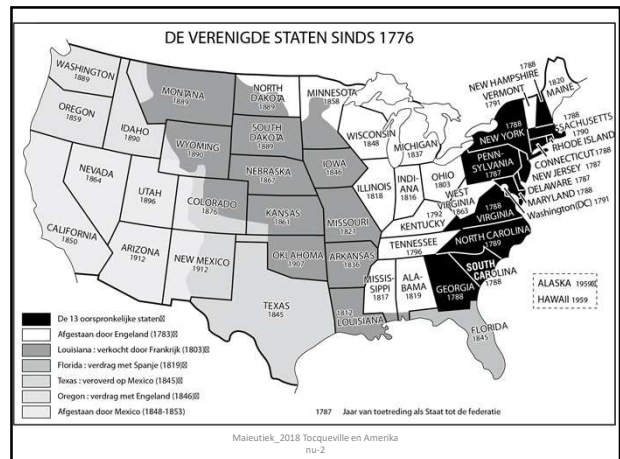 DE VERENIGDE STATEN SINDS 1776
WASHINGTON
1889
OREGON
1859
CALIFORNIA
1850
NEVADA
1864
IDAHO
1890
MONTANA
1889
WYOMING
1890
UTAH
1896
ARIZONA
1912
COLORADO
1876
NEW MEXICO
1912
NORTH
DAKOTA
1889
SOUTH
DAKOTA
1889
NEBRASKA
1867
KANSAS
1861
OKLAHOMA
1907
TEXAS
1845
MINNESOTA
1858
IOWA
1846
MISSOURI
1821
ARKANSAS
1836
1812
LOUISIANA
WISCONSIN
1848
MICHIGAN
1837
ILLINOIS
1818
INDI-
ANA
1816
OHIO
1803
1792
KENTUCKY
TENNESSEE
1796
MISSIS-
SIPPI
1817
ALA-
BAMA
1819
WEST
VIRGINIA
1863
1788
VIRGINIA
NORTH CAROLINA
1789
SOUTH
CAROLINA
1788
GEORGIA
1788
FLORIDA
1845
1788
NEW HAMPSHIRE
VERMONT
1791
1820
MAINE
1788
NEW YORK
PENN-
SYLVANIA
1787
1788
SSACHUSETTS
1790
RHODE ISLAND
CONNECTICUT 1788
NEW JERSEY 1787
DELAWARE 1787
MARYLAND 1788
Washington(DC) 1791
ALASKA 1959
HAWAII 1959
De 13 oorspronkelijke staten
Afgestaan door Engeland (1783)
Louisiana : verkocht door Frankrijk (1803)
Florida : verdrag met Spanje (1819)
Texas : veroverd op Mexico (1845)
Oregon : verdrag met Engeland (1846)
Afgestaan door Mexico (1848-1853)
1787 Jaar van toetreding als Staat tot de federatie
Maieutiek_2018 Tocqueville en Amerika
nu-2